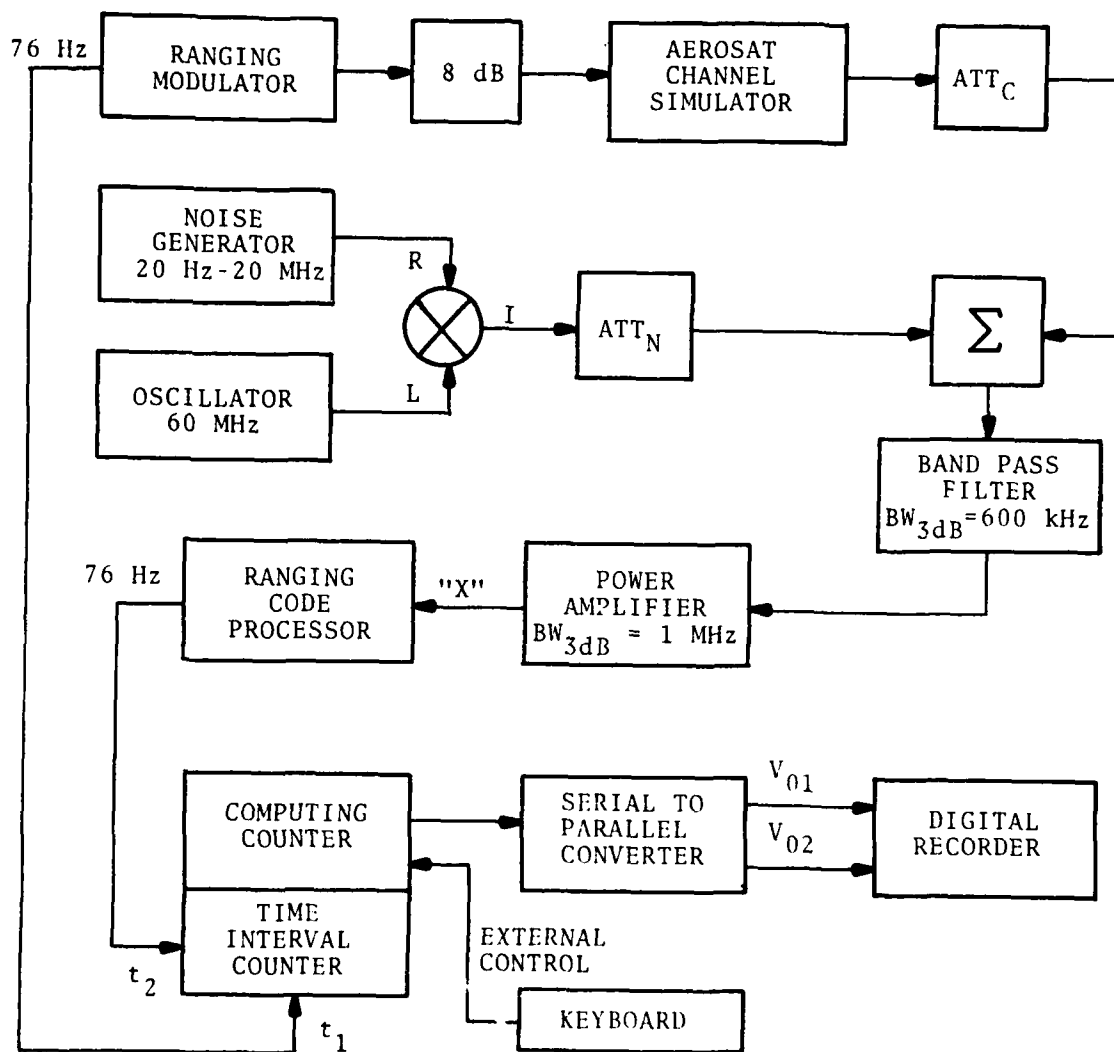 76 Hz
RANGING
MODULATOR
8 dB
AEROSAT
CHANNEL
SIMULATOR
ATT_C
NOISE
GENERATOR
20 Hz-20 MHz
R
I
L
ATT_N
Σ
OSCILLATOR
60 MHz
BAND PASS
FILTER
BW_3dB=600 kHz
76 Hz
RANGING
CODE
PROCESSOR
"X"
POWER
AMPLIFIER
BW_3dB = 1 MHz
COMPUTING
COUNTER
SERIAL TO
PARALLEL
CONVERTER
V_01
V_02
DIGITAL
RECORDER
TIME
INTERVAL
COUNTER
t_2
t_1
EXTERNAL
CONTROL
KEYBOARD